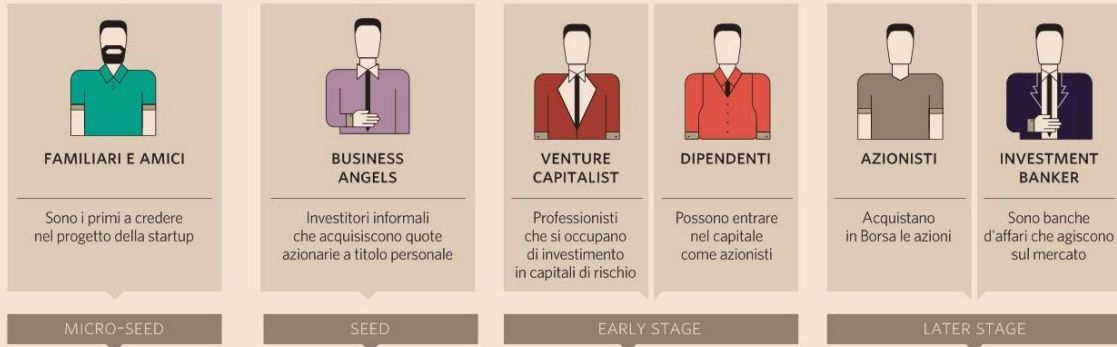 FAMILIARI E AMICI
Sono i primi a credere
nel progetto della startup
MICRO-SEED
BUSINESS
ANGELS
Investitori informali
che acquisiscono quote
azionarie a titolo personale
SEED
VENTURE
CAPITALIST
Professionisti
che si occupano
di investimento
in capitali di rischio
DIPENDENTI
Possono entrare
nel capitale
come azionisti
EARLY STAGE
AZIONISTI
Acquistano
in Borsa le azioni
INVESTMENT
BANKER
Sono banche
d'affari che agiscono
sul mercato
LATER STAGE